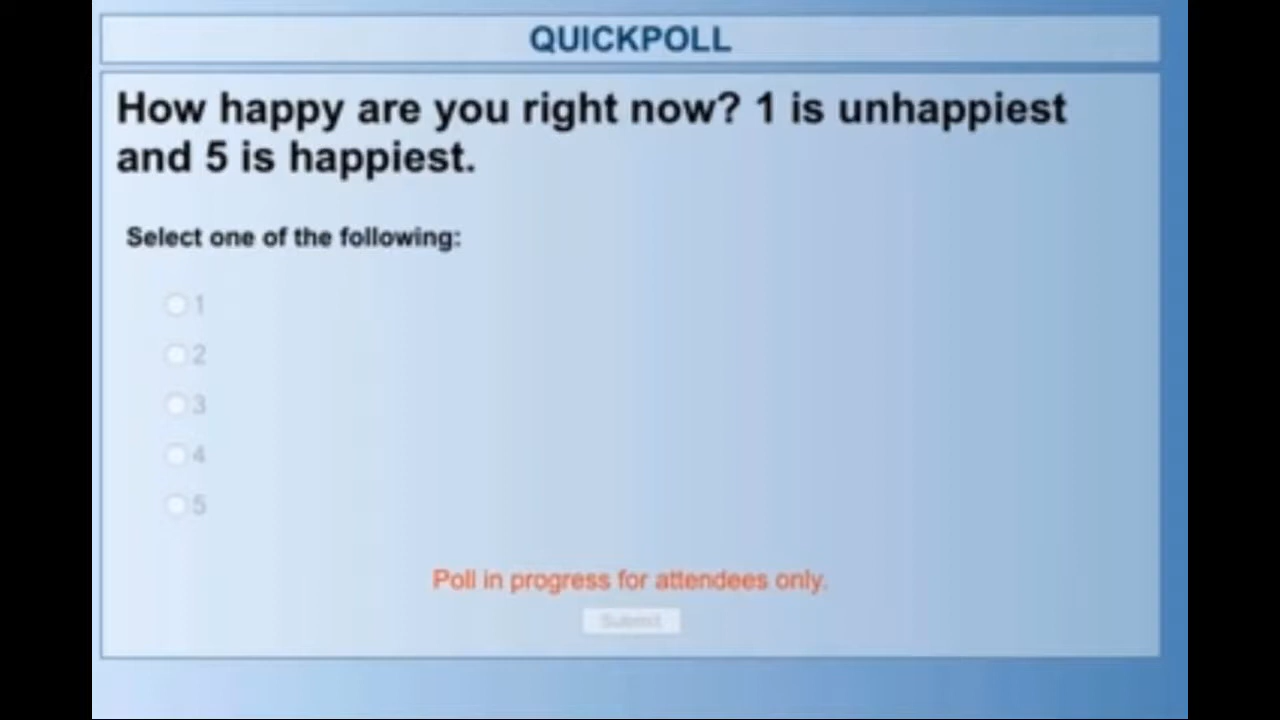 QUICKPOLL
How happy are you right now? 1 is unhappiest
and 5 is happiest.
Select one of the following:
1
2
3
4
5
Poll in progress for attendees only.
Submit